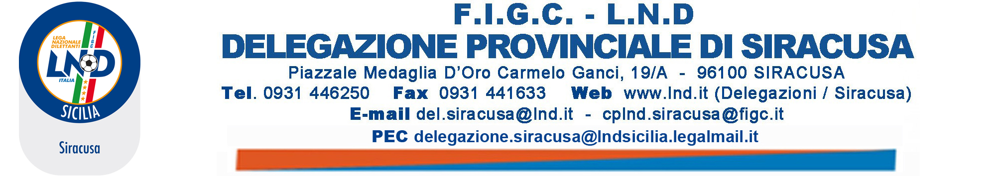 LEGA
NAZIONALE
DILETTANTI
FIGC
LND
ITALIA
SICILIA
Siracusa
F.I.G.C. - L.N.D
DELEGAZIONE PROVINCIALE DI SIRACUSA
Piazzale Medaglia D'Oro Carmelo Ganci, 19/A - 96100 SIRACUSA
Tel. 0931 446250 Fax 0931 441633 Web www.lnd.it (Delegazioni / Siracusa)
E-mail del.siracusa@lnd.it - cplnd.siracusa@figc.it
PEC delegazione.siracusa@lndsicilia.legalmail.it